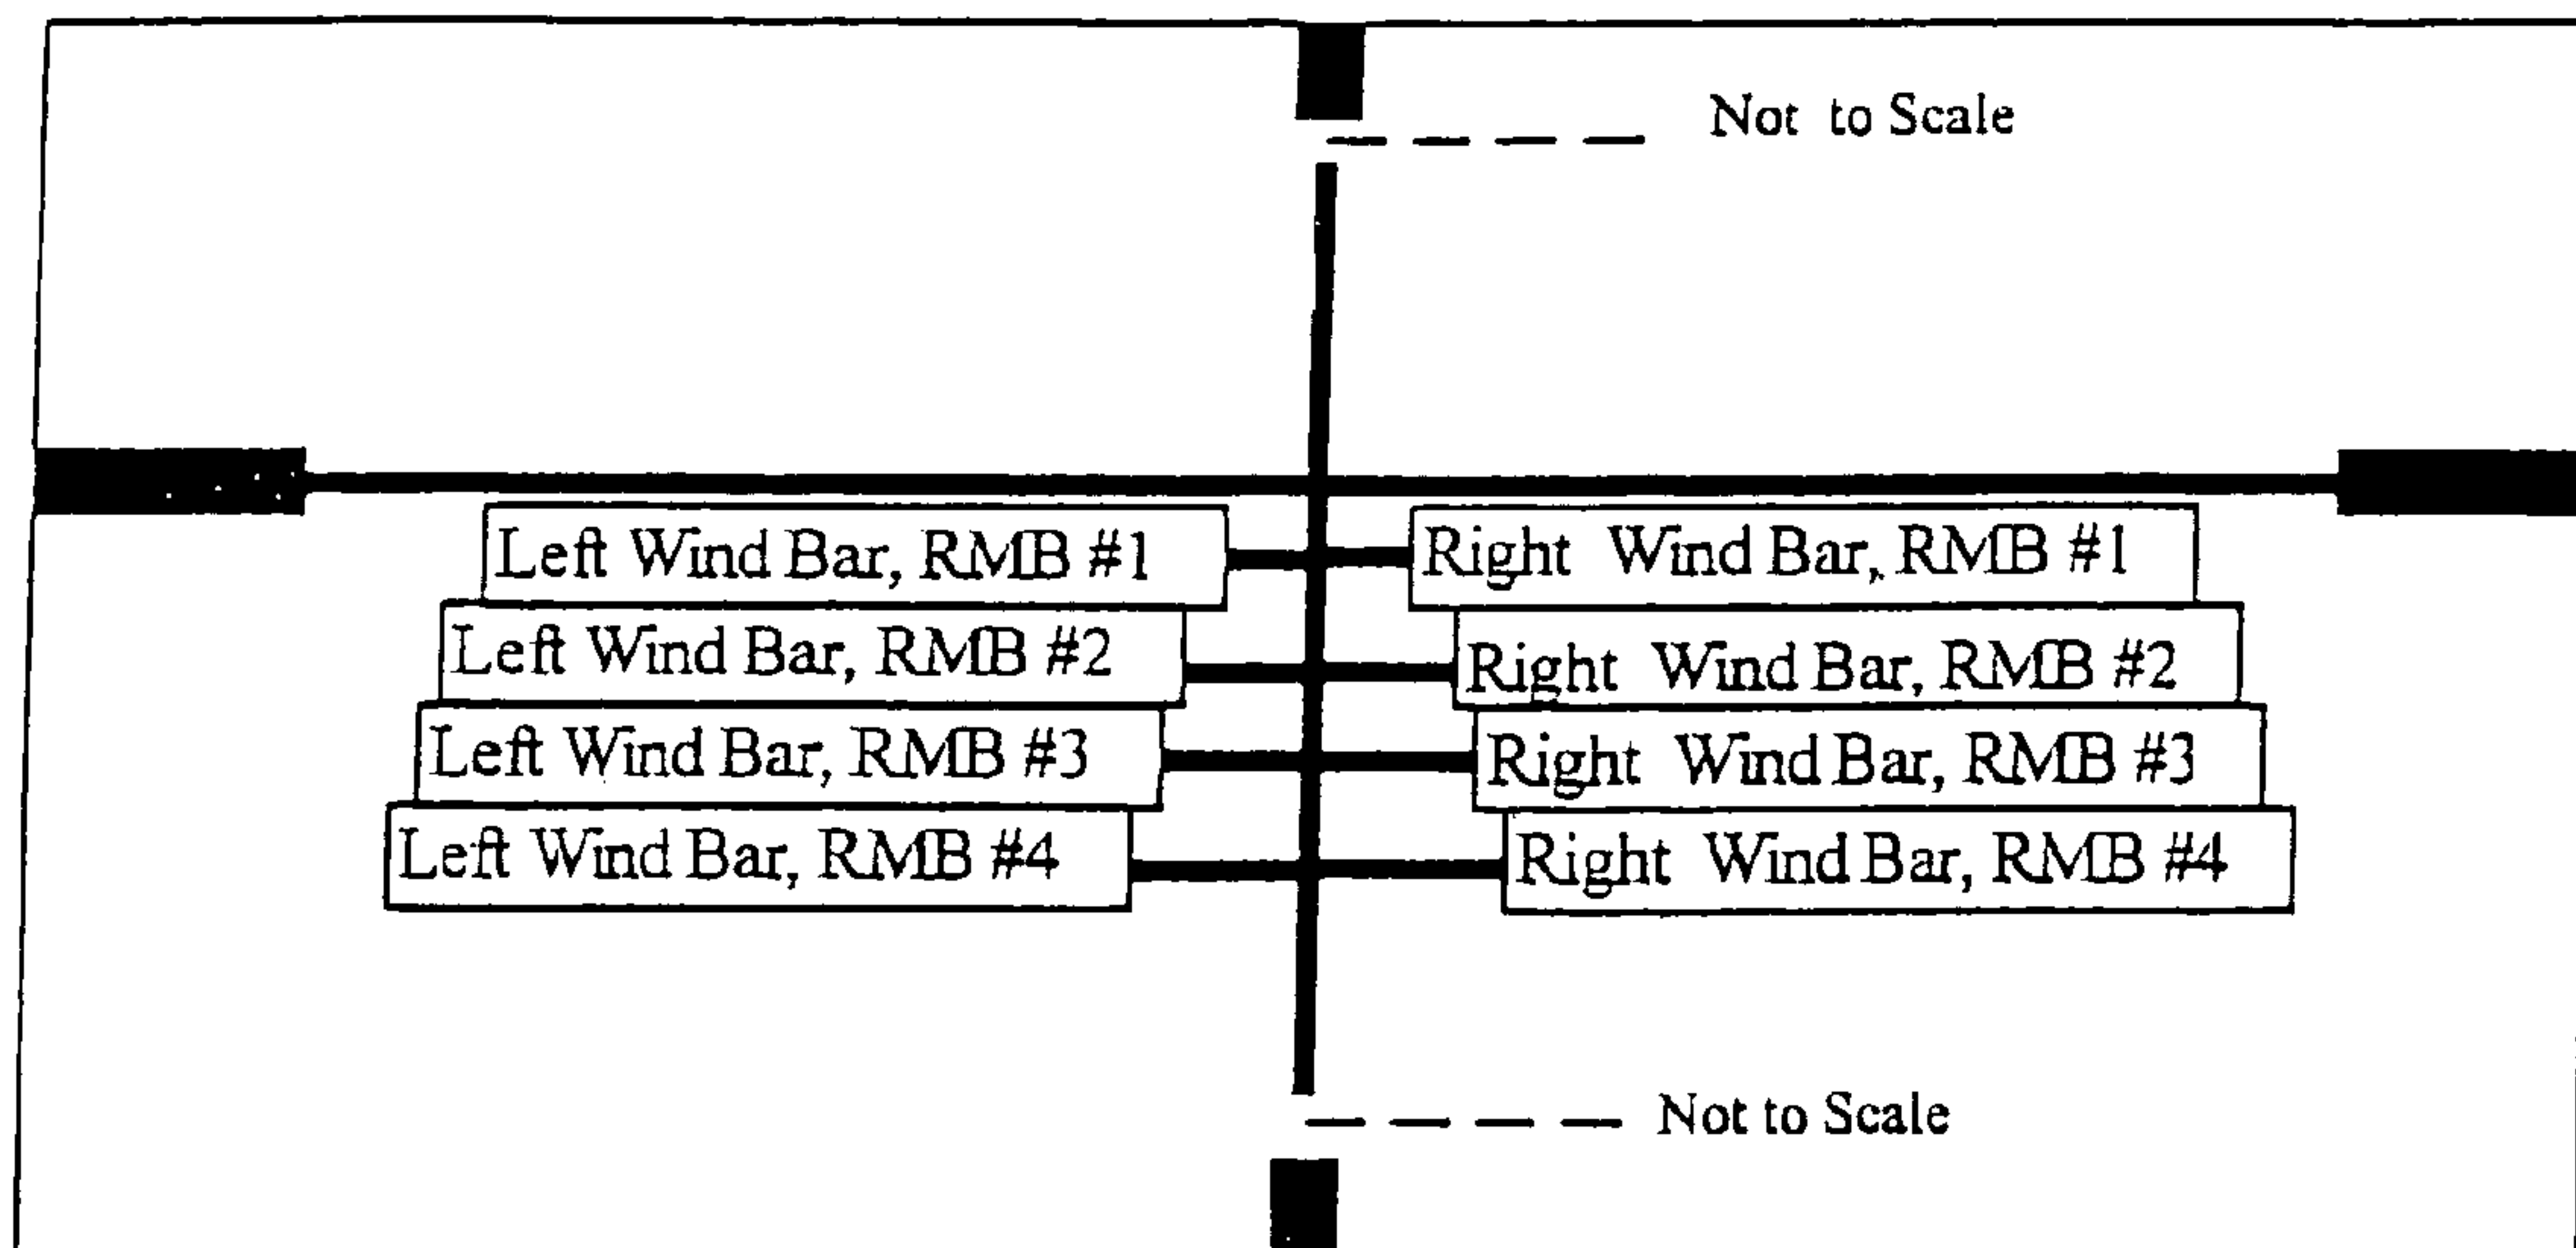 Not to Scale
Left Wind Bar, RMB #1
Right Wind Bar, RMB #1
Left Wind Bar, RMB #2
Right Wind Bar, RMB #2
Left Wind Bar, RMB #3
Right Wind Bar, RMB #3
Left Wind Bar, RMB #4
Right Wind Bar, RMB #4
Not to Scale